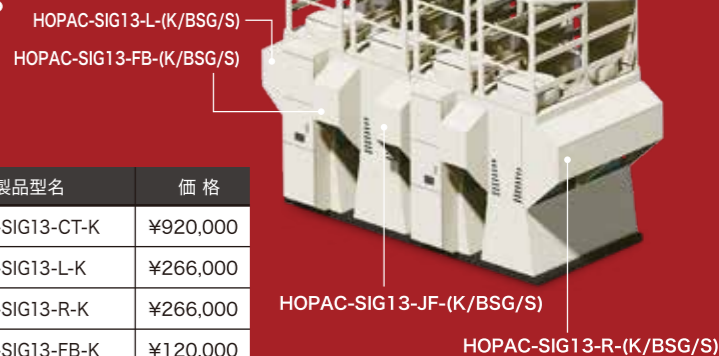 HOPAC-SIG13-L-(K/BSG/S)
HOPAC-SIG13-FB-(K/BSG/S)
製品型名 価 格
-SIG13-CT-K ¥920,000
-SIG13-L-K ¥266,000
-SIG13-R-K ¥266,000
-SIG13-FB-K ¥120,000
HOPAC-SIG13-JF-(K/BSG/S)
HOPAC-SIG13-R-(K/BSG/S)